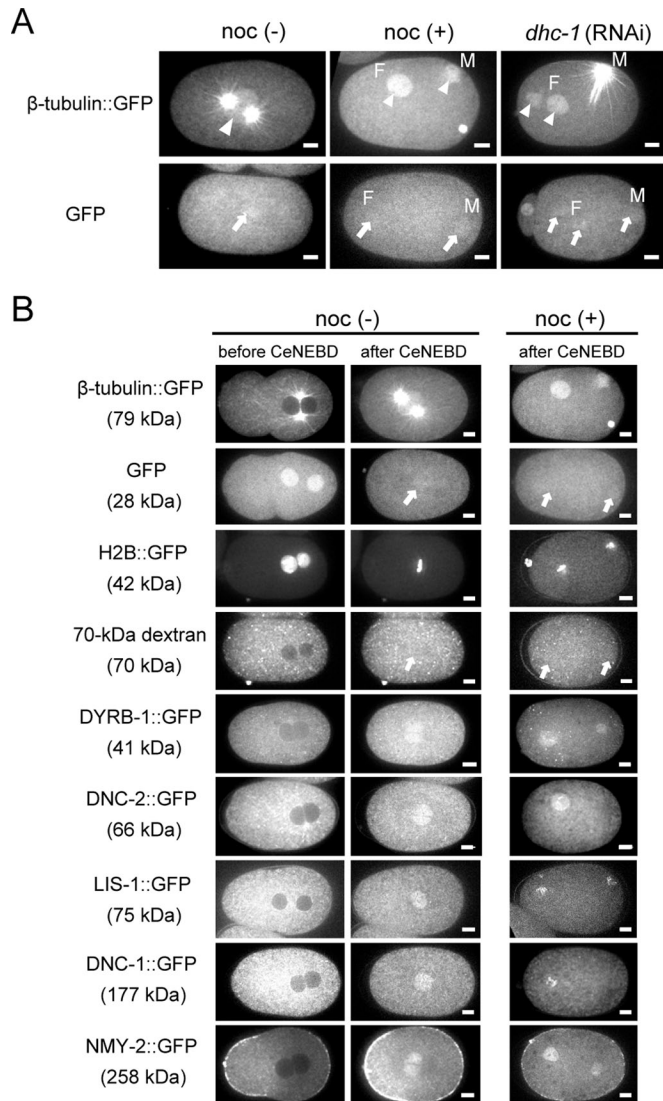 A
noc (-)
noc (+)
dhc-1 (RNAi)
β-tubulin::GFP
F
M
F
M
GFP
F
M
F
M
B
noc (-)
noc (+)
before CeNEBD
after CeNEBD
after CeNEBD
β-tubulin::GFP
(79 kDa)
GFP
(28 kDa)
H2B::GFP
(42 kDa)
70-kDa dextran
(70 kDa)
DYRB-1::GFP
(41 kDa)
DNC-2::GFP
(66 kDa)
LIS-1::GFP
(75 kDa)
DNC-1::GFP
(177 kDa)
NMY-2::GFP
(258 kDa)